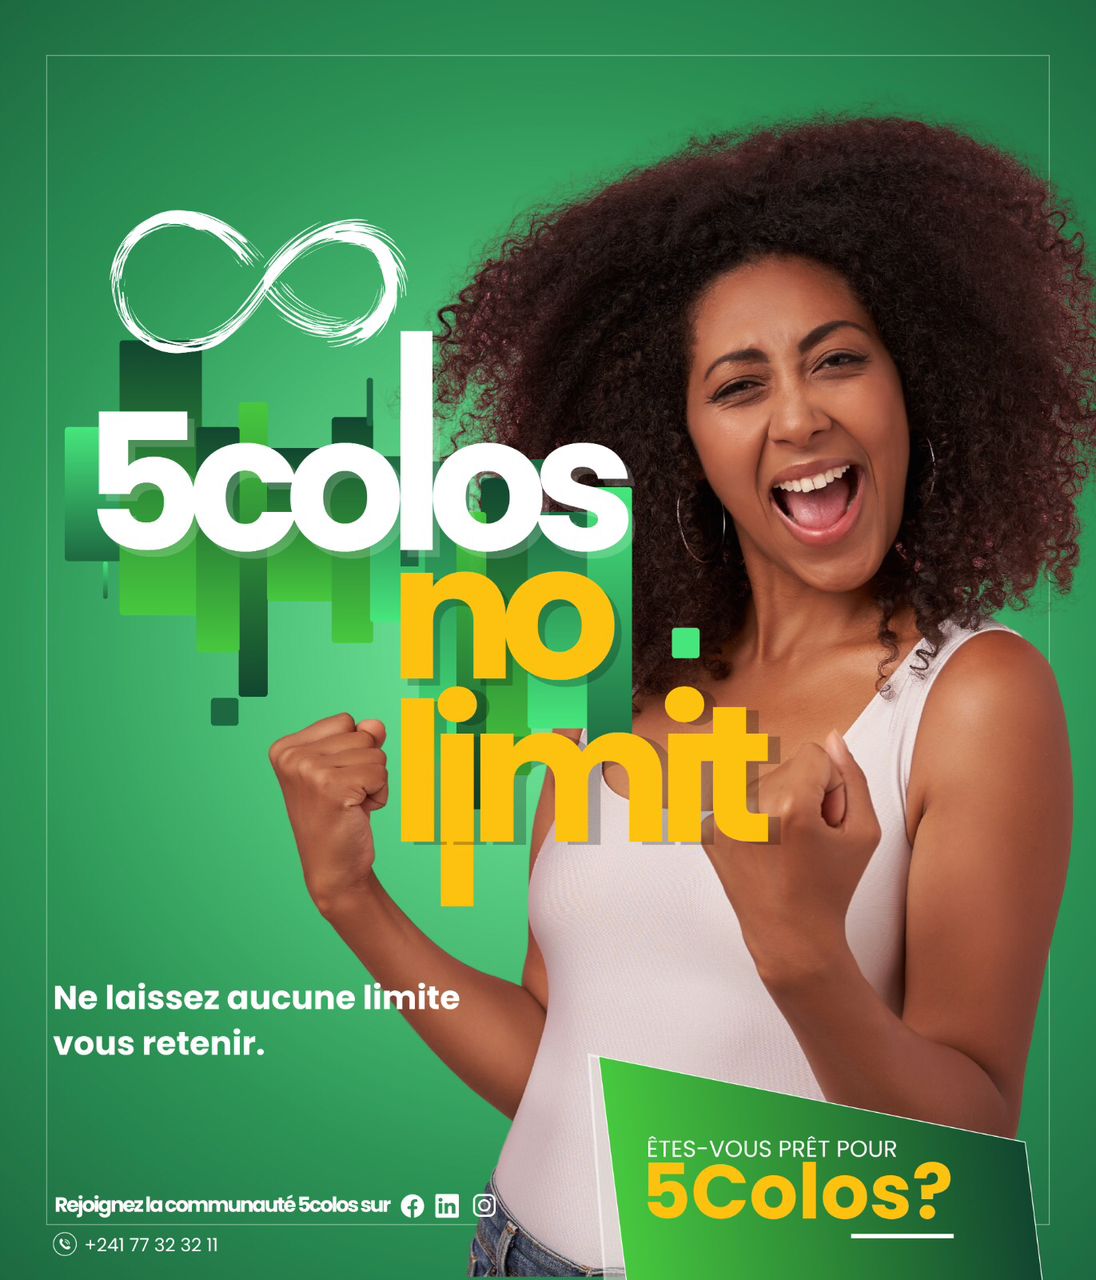 5colos
no
limit
Ne laissez aucune limite
vous retenir.
ÊTES-VOUS PRÊT POUR
5Colos?
Rejoignez la communauté 5colos sur
+241 77 32 32 11